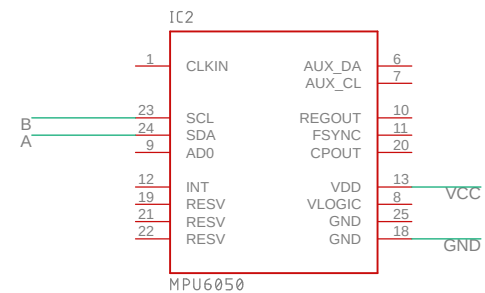 IC2
1 CLKIN AUX_DA 6
AUX_CL 7
B 23 SCL REGOUT 10
A 24 SDA FSYNC 11
9 AD0 CPOUT 20
12 INT VDD 13 VCC
19 RESV VLOGIC 8
21 RESV GND 25
22 RESV GND 18 GND
MPU6050